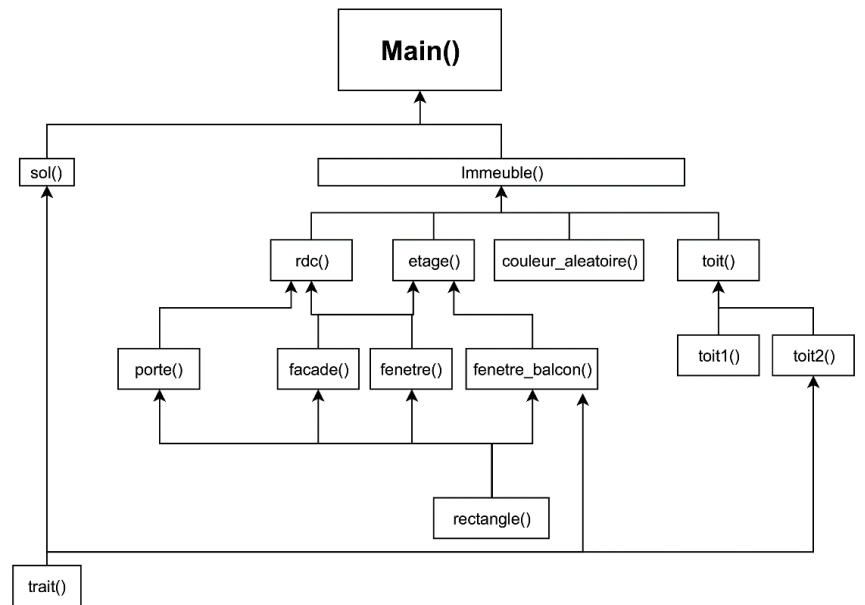 Main()
sol()
Immeuble()
rdc()
etage()
couleur_aleatoire()
toit()
porte()
facade()
fenetre()
fenetre_balcon()
toit1()
toit2()
rectangle()
trait()